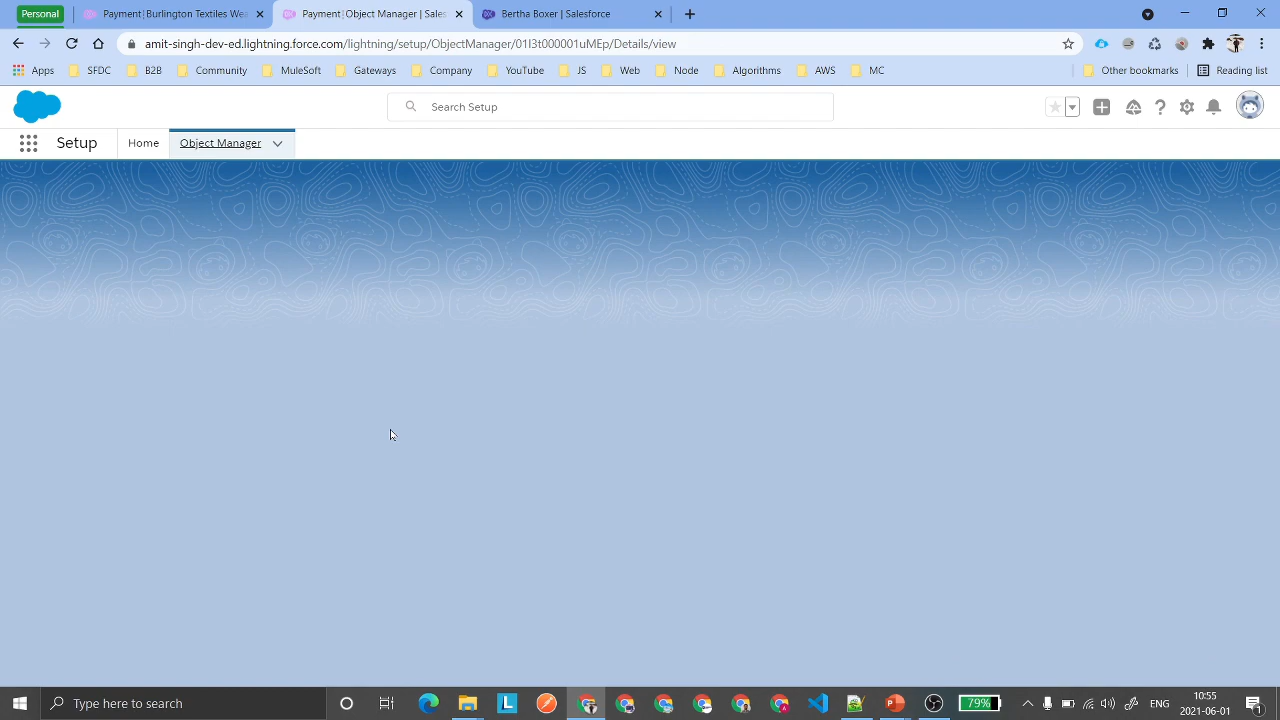 Personal
Payment | Burlington Textiles Wea
Payment | Object Manager | Sales
Bertha Boxer | Salesforce
amit-singh-dev-ed.lightning.force.com/lightning/setup/ObjectManager/01I3t000001uMEp/Details/view
Apps
SFDC
B2B
Community
MuleSoft
Gateways
Company
YouTube
JS
Web
Node
Algorithms
AWS
MC
Other bookmarks
Reading list
Search Setup
Setup
Home
Object Manager
Type here to search
79%
ENG
10:55
2021-06-01